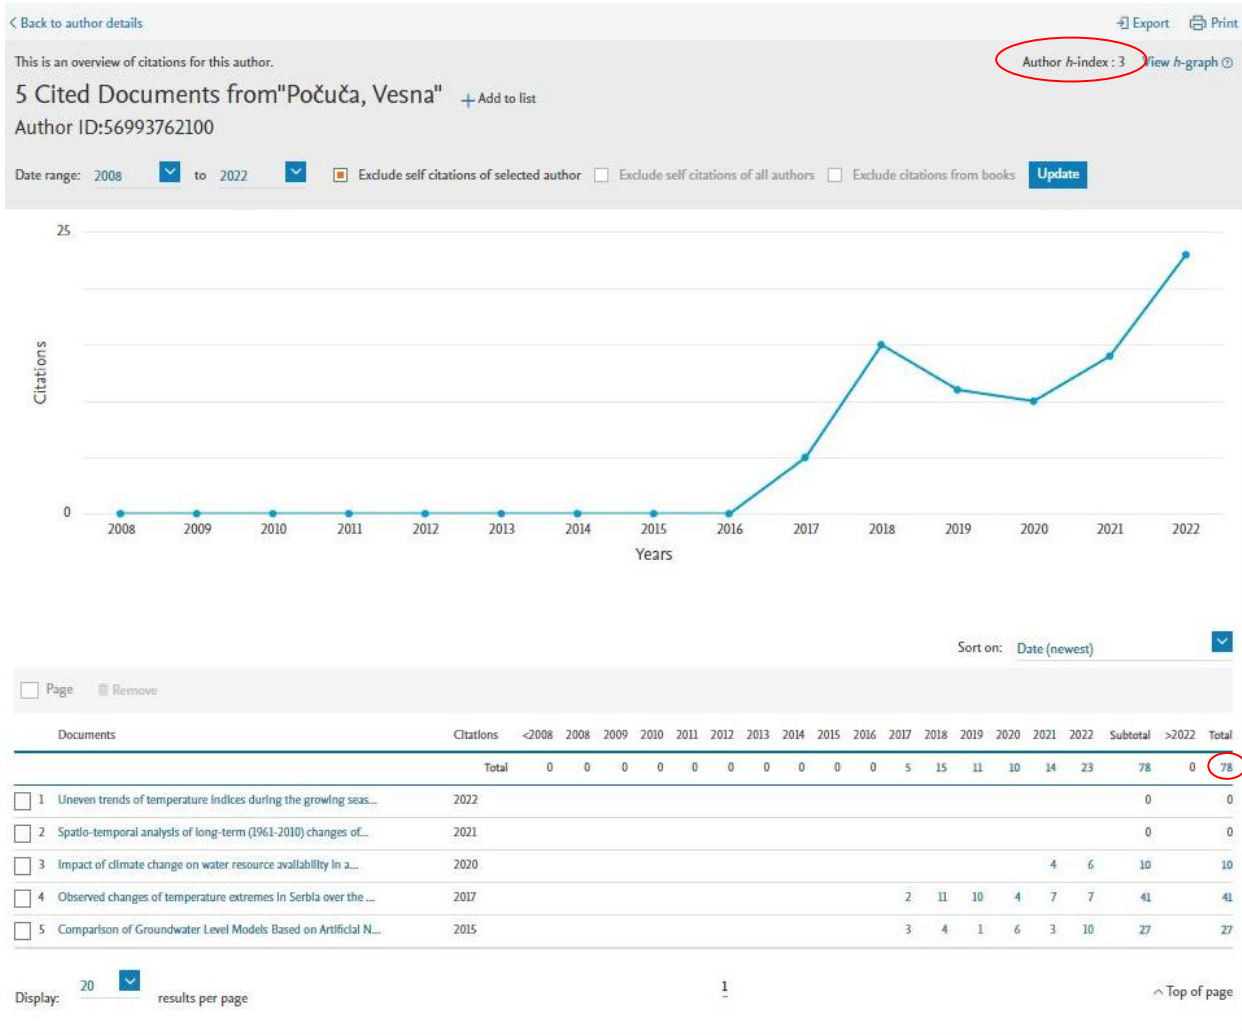 < Back to author details Export Print
This is an overview of citations for this author. Author h-index : 3 View h-graph
5 Cited Documents from"Počuča, Vesna" + Add to list
Author ID:56993762100
Date range: 2008 to 2022 Exclude self citations of selected author Exclude self citations of all authors Exclude citations from books Update
25
Citations
0
2008 2009 2010 2011 2012 2013 2014 2015 2016 2017 2018 2019 2020 2021 2022
Years
Sort on: Date (newest)
Page Remove
Documents Citations <2008 2008 2009 2010 2011 2012 2013 2014 2015 2016 2017 2018 2019 2020 2021 2022 Subtotal >2022 Total
Total 0 0 0 0 0 0 0 0 0 0 5 15 11 10 14 23 78 0 78
1 Uneven trends of temperature indices during the growing seas... 2022 0 0
2 Spatio-temporal analysis of long-term (1961-2010) changes of... 2021 0 0
3 Impact of climate change on water resource availability in a... 2020 4 6 10 10
4 Observed changes of temperature extremes in Serbia over the ... 2017 2 11 10 4 7 7 41 41
5 Comparison of Groundwater Level Models Based on Artificial N... 2015 3 4 1 6 3 10 27 27
Display: 20 results per page 1 Top of page